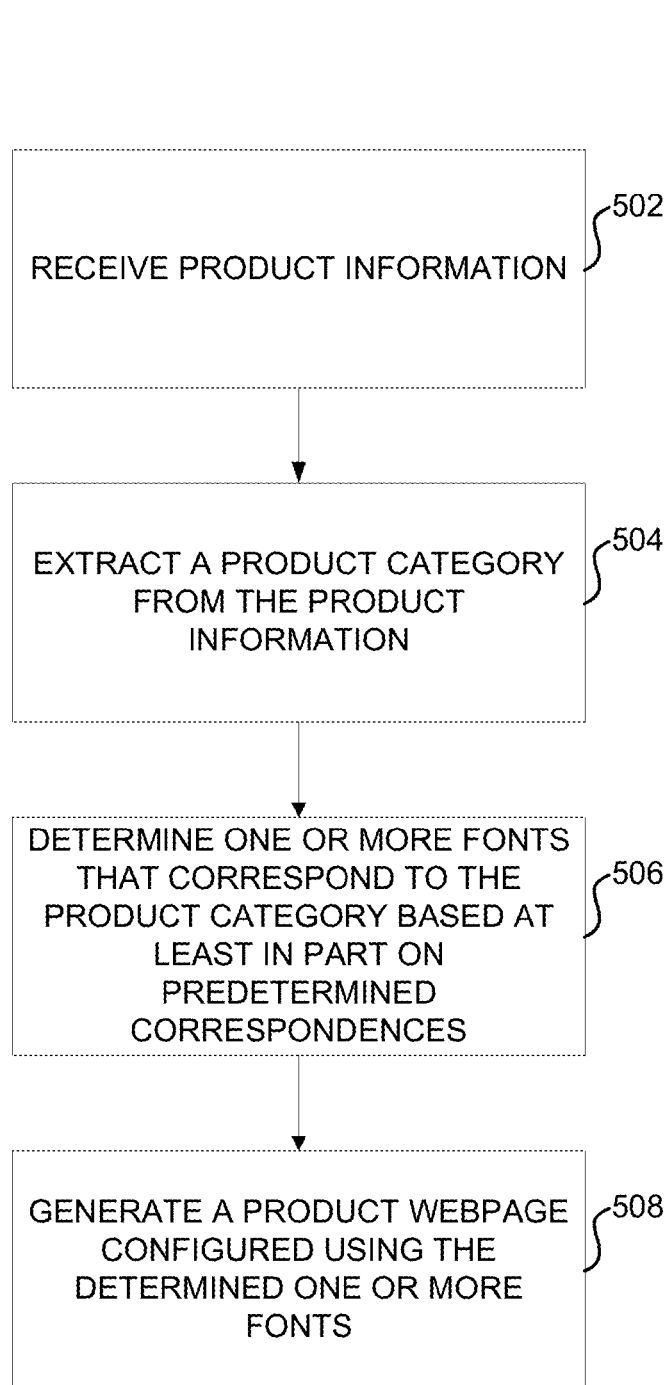 502
RECEIVE PRODUCT INFORMATION
504
EXTRACT A PRODUCT CATEGORY
FROM THE PRODUCT
INFORMATION
506
DETERMINE ONE OR MORE FONTS
THAT CORRESPOND TO THE
PRODUCT CATEGORY BASED AT
LEAST IN PART ON
PREDETERMINED
CORRESPONDENCES
508
GENERATE A PRODUCT WEBPAGE
CONFIGURED USING THE
DETERMINED ONE OR MORE
FONTS